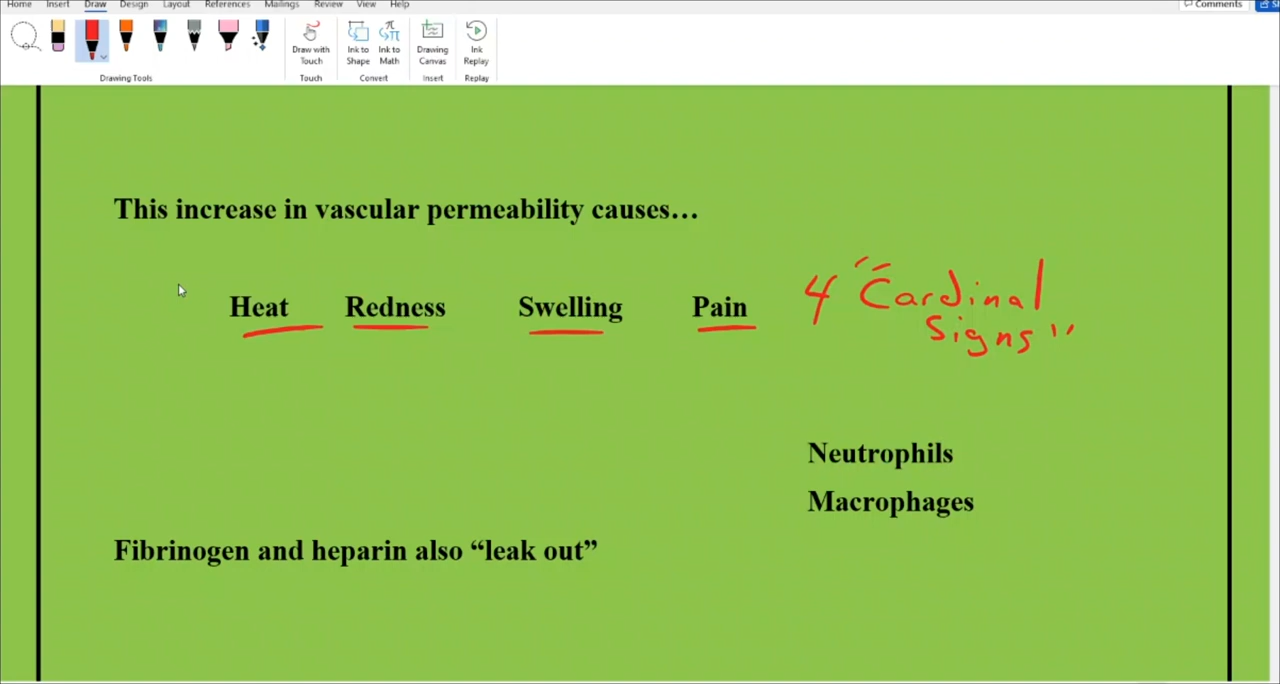 Home Insert Draw Design Layout References Mailings Review View Help Comments
Draw with Touch
Ink to Shape
Ink to Math
Drawing Canvas
Ink Replay
Drawing Tools Touch Convert Insert Replay
This increase in vascular permeability causes…
Heat Redness Swelling Pain 4 "Cardinal
Signs"
Neutrophils
Macrophages
Fibrinogen and heparin also “leak out”